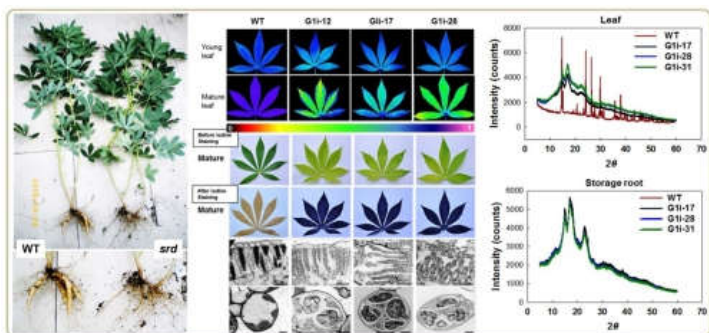 WT
srd
WT G1i-12 GIi-17 G1i-28
Young
leaf
Mature
leaf
0
1
Before Iodine
Staining
Mature
After Iodine
Staining
Mature
Leaf
Intensity (counts)
8000
6000
4000
2000
0
WT
G1i-17
G1i-28
G1i-31
0 10 20 30 40 50 60 70
2θ
Storage root
Intensity (counts)
6000
5000
4000
3000
2000
1000
0
WT
G1i-17
G1i-28
G1i-31
0 10 20 30 40 50 60 70
2θ